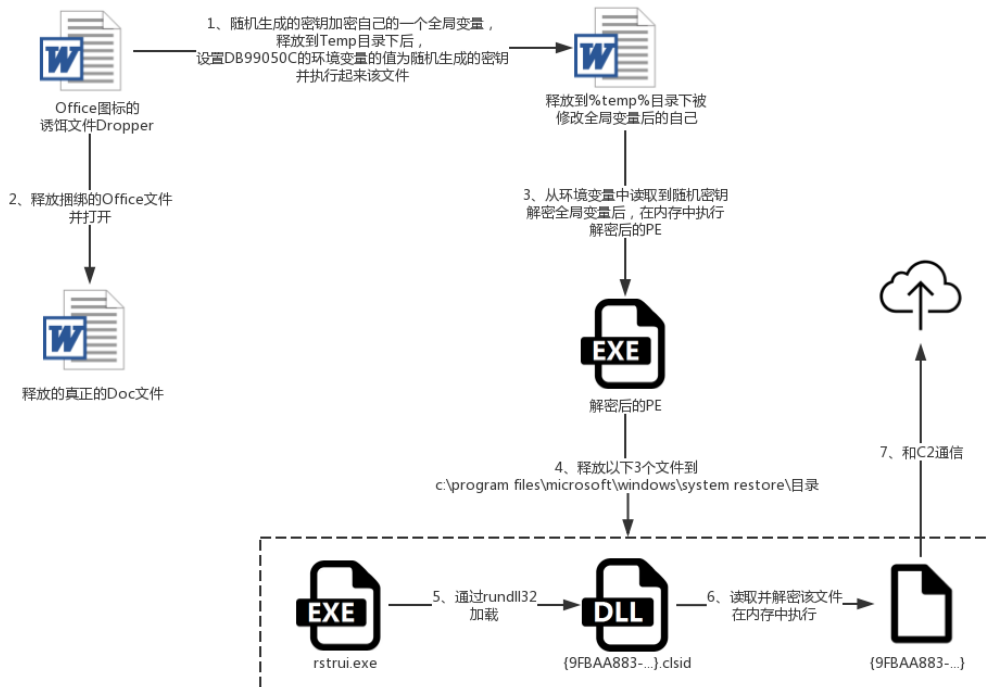 1、随机生成的密钥加密自己的一个全局变量，
释放到Temp目录下后，
设置DB99050C的环境变量的值为随机生成的密钥
并执行起来该文件
W
W
Office图标的
诱饵文件Dropper
释放到%temp%目录下被
修改全局变量后的自己
2、释放捆绑的Office文件
并打开
3、从环境变量中读取到随机密钥
解密全局变量后，在内存中执行
解密后的PE
W
EXE
释放的真正的Doc文件
解密后的PE
7、和C2通信
4、释放以下3个文件到
c:\program files\microsoft\windows\system restore\目录
EXE
5、通过rundll32
加载
DLL
6、读取并解密该文件
在内存中执行
rstrui.exe
{9FBAA883-...}.clsid
{9FBAA883-...}